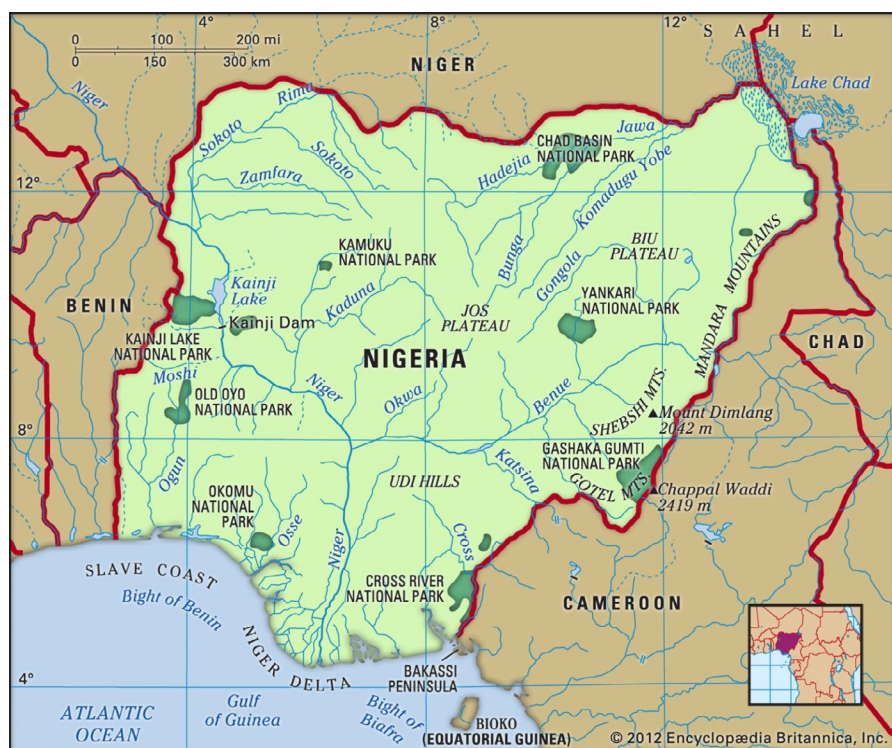 4°
8°
12°
0 100 200 mi
0 150 300 km
SAHEL
NIGER
Niger
Lake Chad
Rima
Sokoto
Sokoto
Zamfara
CHAD BASIN
NATIONAL PARK
Jawa
Hadejia
Komadugu Yobe
12°
KAMUKU
NATIONAL PARK
Bunga
Gongola
BIU
PLATEAU
MANDARA MOUNTAINS
BENIN
Kainji
Lake
Kaduna
YANKARI
NATIONAL PARK
JOS
PLATEAU
Kainji Dam
KAINJI LAKE
NATIONAL PARK
NIGERIA
CHAD
Moshi
OLD OYO
NATIONAL PARK
Niger
Okwa
Benue
SHEBSHI MTS.
Mount Dimlang
2042 m
8°
Ogun
Katsina
GASHAKA GUMTI
NATIONAL PARK
GOTEL MTS.
Chappal Waddi
2419 m
UDI HILLS
OKOMU
NATIONAL
PARK
Osse
Niger
Cross
SLAVE COAST
Bight of Benin
CROSS RIVER
NATIONAL PARK
CAMEROON
NIGER DELTA
BAKASSI
PENINSULA
4°
ATLANTIC
OCEAN
Gulf
of Guinea
Bight of
Biafra
BIOKO
(EQUATORIAL GUINEA)
© 2012 Encyclopædia Britannica, Inc.